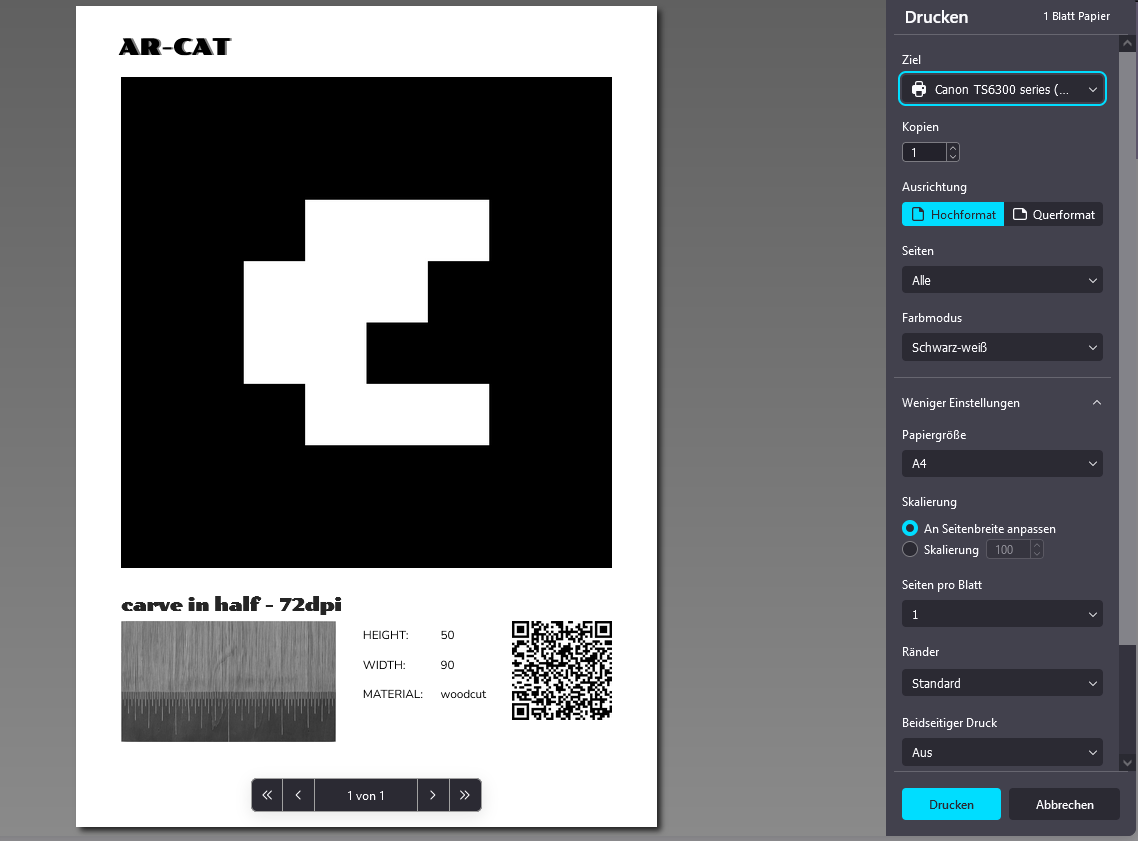 AR-CAT
carve in half - 72dpi
HEIGHT: 50
WIDTH: 90
MATERIAL: woodcut
1 von 1
Drucken
1 Blatt Papier
Ziel
Canon TS6300 series (...
Kopien
1
Ausrichtung
Hochformat Querformat
Seiten
Alle
Farbmodus
Schwarz-weiß
Weniger Einstellungen
Papiergröße
A4
Skalierung
An Seitenbreite anpassen
Skalierung 100
Seiten pro Blatt
1
Ränder
Standard
Beidseitiger Druck
Aus
Drucken Abbrechen